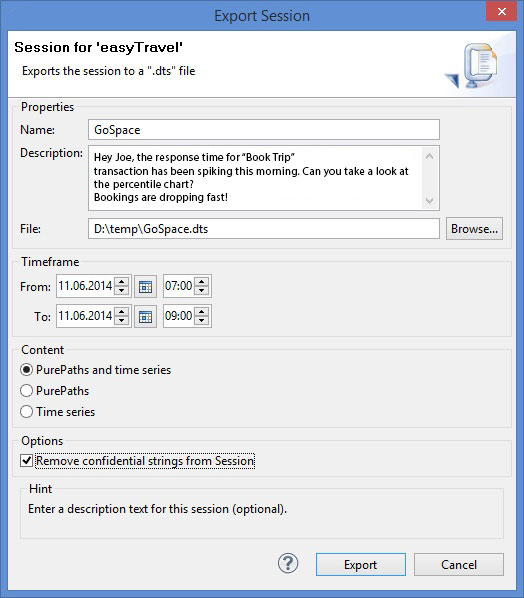 Export Session
Session for 'easyTravel'
Exports the session to a ".dts" file
Properties
Name: GoSpace
Description: Hey Joe, the response time for “Book Trip”
transaction has been spiking this morning. Can you take a look at
the percentile chart?
Bookings are dropping fast!
File: D:\temp\GoSpace.dts Browse...
Timeframe
From: 11.06.2014 07:00
To: 11.06.2014 09:00
Content
PurePaths and time series
PurePaths
Time series
Options
Remove confidential strings from Session
Hint
Enter a description text for this session (optional).
? Export Cancel